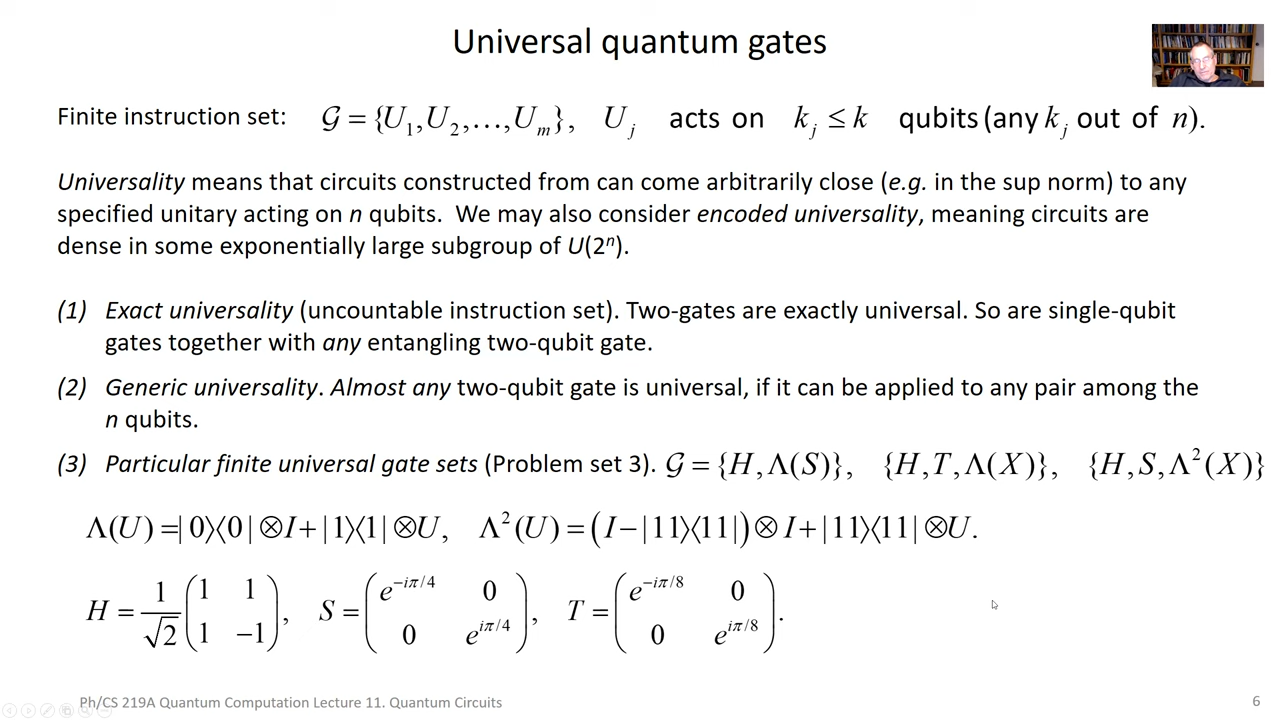 Universal quantum gates
Finite instruction set: 𝒢 = {U₁,U₂,…,Uₘ}, Uⱼ acts on kⱼ ≤ k qubits (any kⱼ out of n).
Universality means that circuits constructed from can come arbitrarily close (e.g. in the sup norm) to any
specified unitary acting on n qubits. We may also consider encoded universality, meaning circuits are
dense in some exponentially large subgroup of U(2ⁿ).
(1) Exact universality (uncountable instruction set). Two-gates are exactly universal. So are single-qubit
gates together with any entangling two-qubit gate.
(2) Generic universality. Almost any two-qubit gate is universal, if it can be applied to any pair among the
n qubits.
(3) Particular finite universal gate sets (Problem set 3). 𝒢 = {H,Λ(S)}, {H,T,Λ(X)}, {H,S,Λ²(X)}
Λ(U) =|0⟩⟨0|⊗I+|1⟩⟨1|⊗U, Λ²(U) = (I−|11⟩⟨11|)⊗I+|11⟩⟨11|⊗U.
H = 1/√2 (1 1; 1 −1), S = (e^{−iπ/4} 0; 0 e^{iπ/4}), T = (e^{−iπ/8} 0; 0 e^{iπ/8}).
Ph/CS 219A Quantum Computation Lecture 11. Quantum Circuits
6